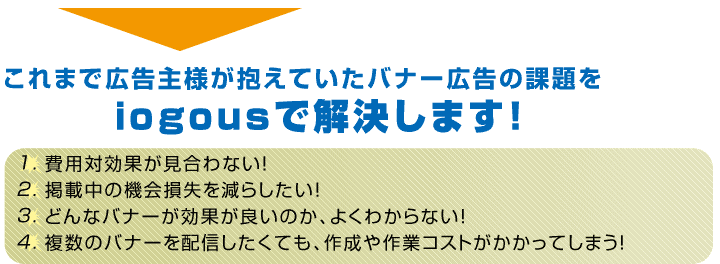 これまで広告主様が抱えていたバナー広告の課題を
iogousで解決します!
1. 費用対効果が見合わない!
2. 掲載中の機会損失を減らしたい!
3. どんなバナーが効果が良いのか、よくわからない!
4. 複数のバナーを配信したくても、作成や作業コストがかかってしまう!